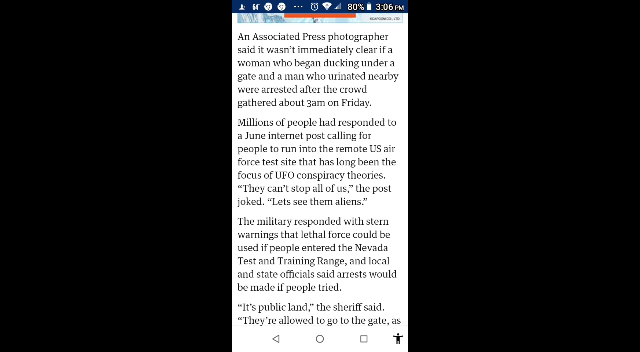 80% 3:06 PM
An Associated Press photographer
said it wasn't immediately clear if a
woman who began ducking under a
gate and a man who urinated nearby
were arrested after the crowd
gathered about 3am on Friday.
Millions of people had responded to
a June internet post calling for
people to run into the remote US air
force test site that has long been the
focus of UFO conspiracy theories.
“They can’t stop all of us,” the post
joked. “Lets see them aliens.”
The military responded with stern
warnings that lethal force could be
used if people entered the Nevada
Test and Training Range, and local
and state officials said arrests would
be made if people tried.
“It’s public land,” the sheriff said.
“They’re allowed to go to the gate, as